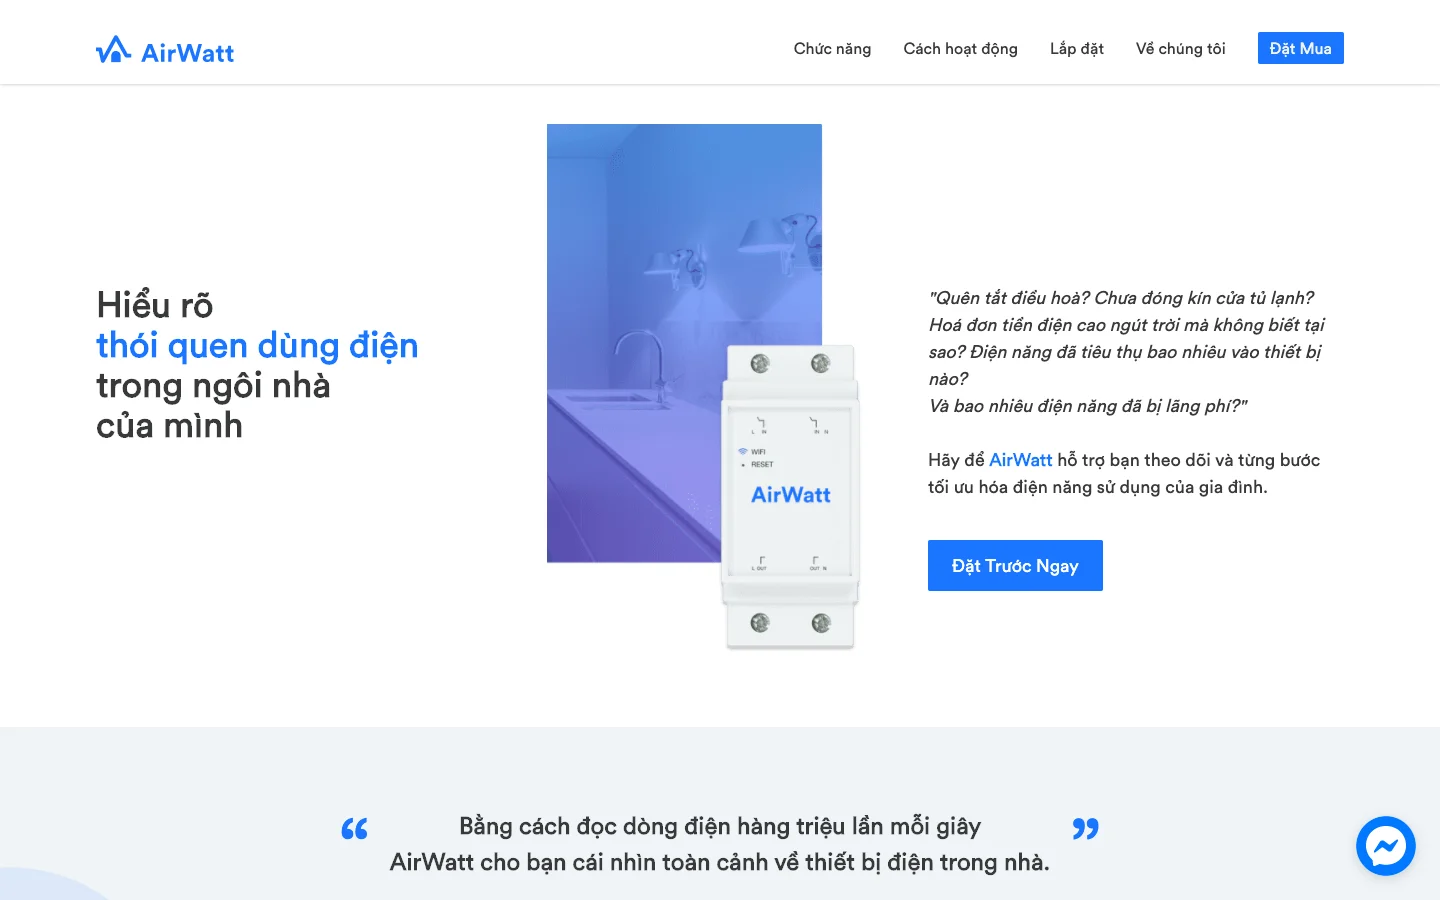 AirWatt
Chức năng
Cách hoạt động
Lắp đặt
Về chúng tôi
Đặt Mua
Hiểu rõ
thói quen dùng điện
trong ngôi nhà
của mình
L IN
IN N
WIFI
RESET
AirWatt
L OUT
OUT N
"Quên tắt điều hoà? Chưa đóng kín cửa tủ lạnh?
Hoá đơn tiền điện cao ngút trời mà không biết tại
sao? Điện năng đã tiêu thụ bao nhiêu vào thiết bị
nào?
Và bao nhiêu điện năng đã bị lãng phí?"
Hãy để AirWatt hỗ trợ bạn theo dõi và từng bước
tối ưu hóa điện năng sử dụng của gia đình.
Đặt Trước Ngay
“ Bằng cách đọc dòng điện hàng triệu lần mỗi giây ”
AirWatt cho bạn cái nhìn toàn cảnh về thiết bị điện trong nhà.